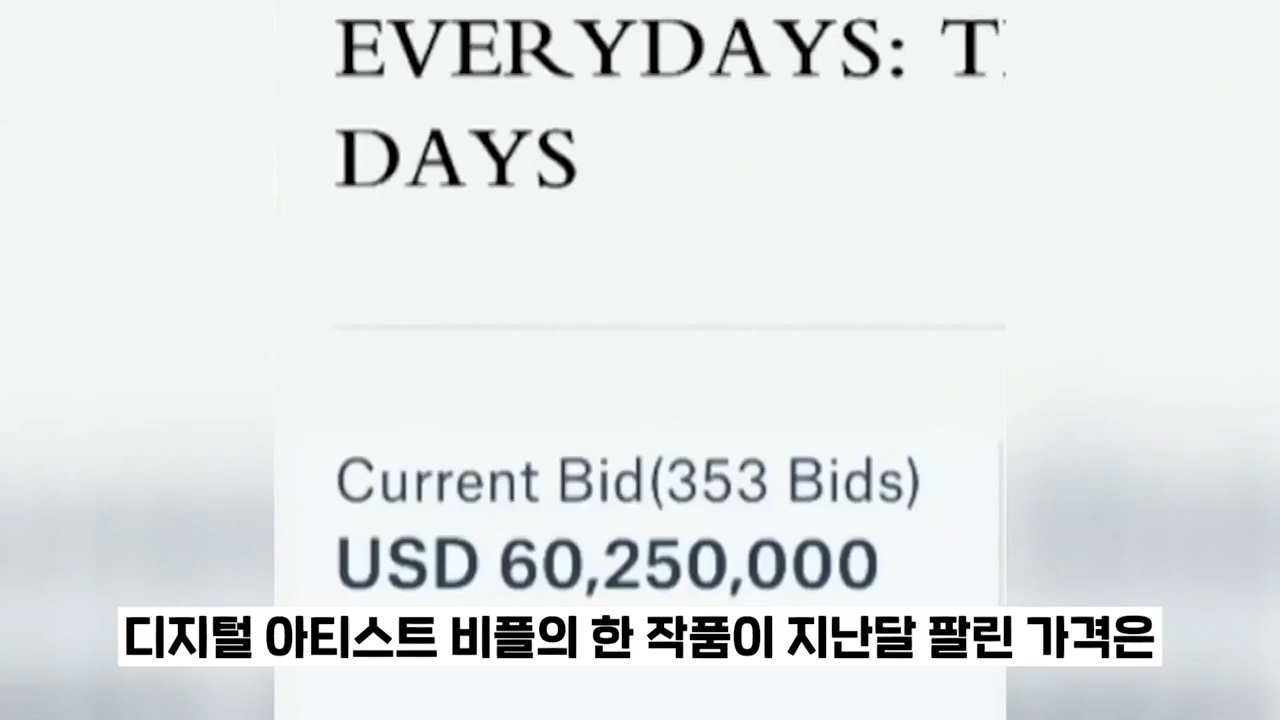 EVERYDAYS:
DAYS
Current Bid(353 Bids)
USD 60,250,000
디지털 아티스트 비플의 한 작품이 지난달 팔린 가격은